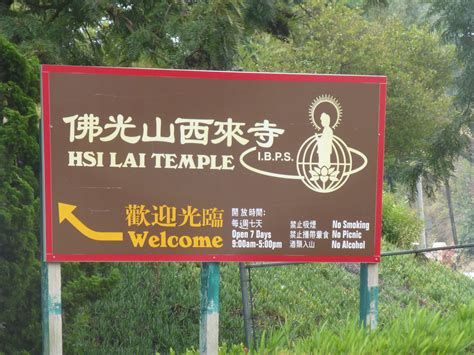 佛光山西來寺
HSI LAI TEMPLE
I.B.P.S.
歡迎光臨
Welcome
開放時間:
每週七天
Open 7 Days
9:00am-5:00pm
禁止吸煙 No Smoking
禁止攜帶葷食 No Picnic
酒類入山 No Alcohol